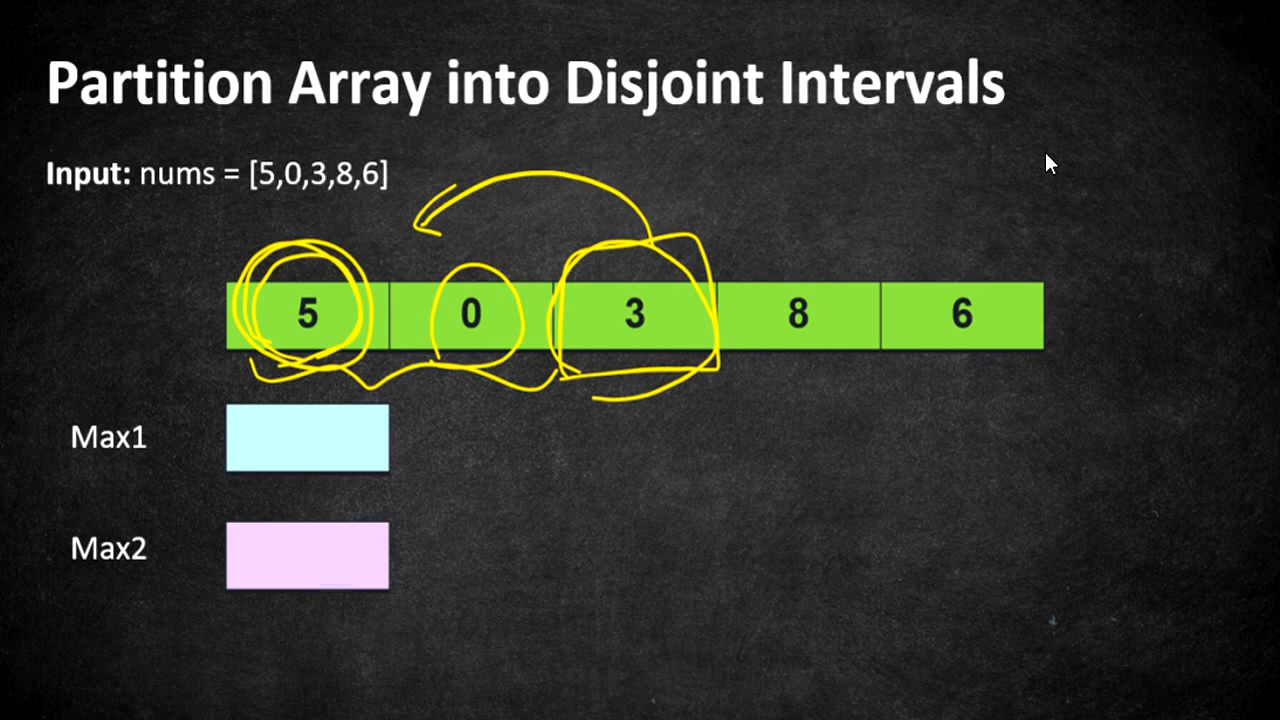 Partition Array into Disjoint Intervals
Input: nums = [5,0,3,8,6]
5 0 3 8 6
Max1
Max2